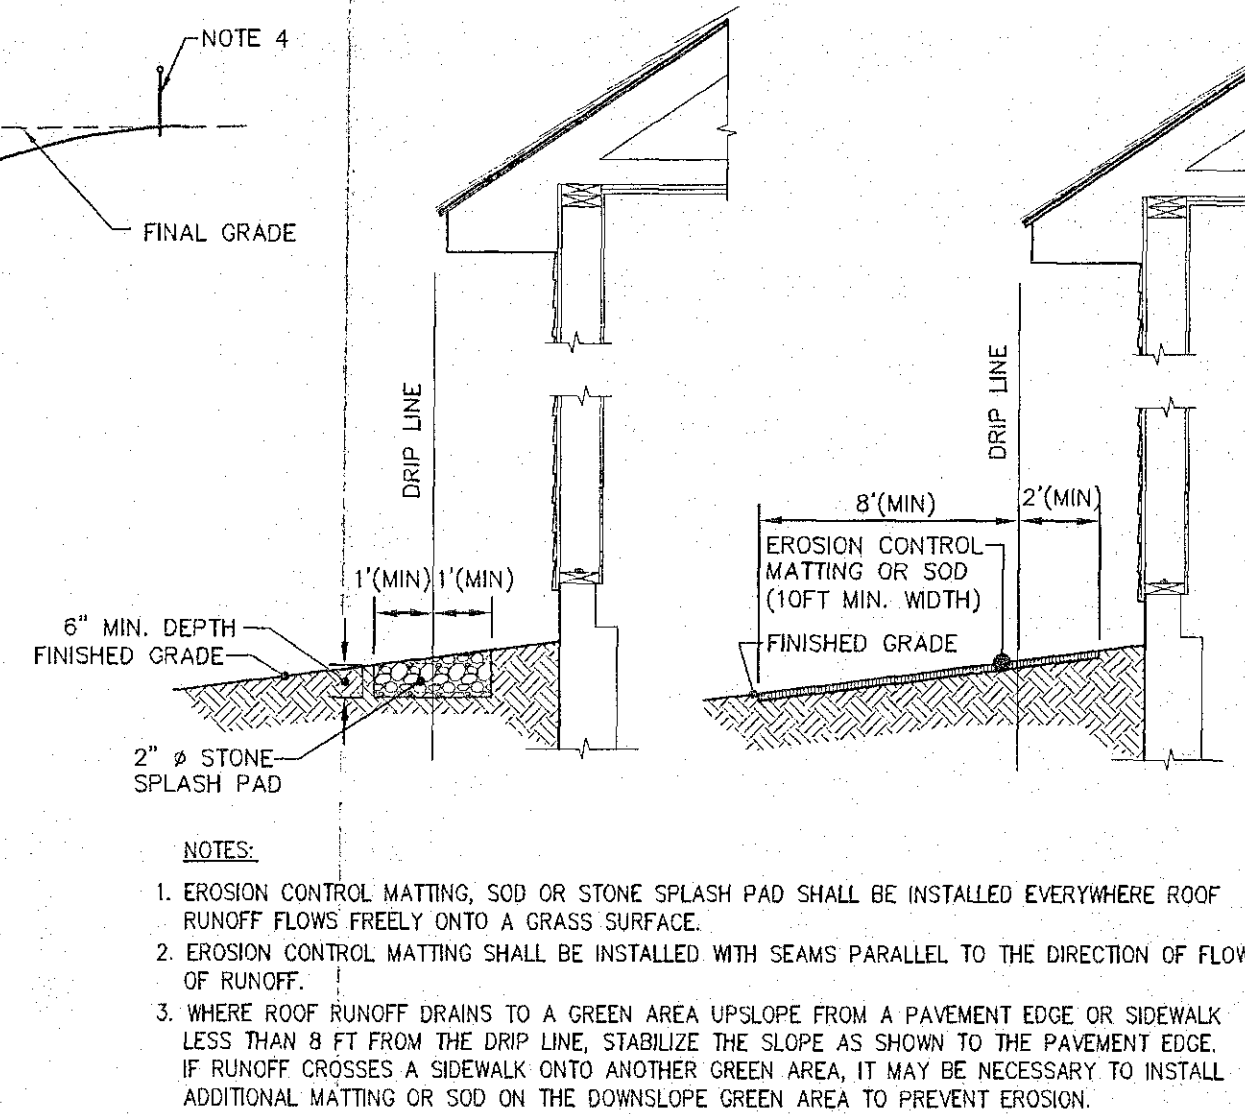 NOTE 4
FINAL GRADE
DRIP LINE
1'(MIN) 1'(MIN)
6" MIN. DEPTH
FINISHED GRADE
2" ø STONE
SPLASH PAD
DRIP LINE
8'(MIN) 2'(MIN)
EROSION CONTROL
MATTING OR SOD
(10FT MIN. WIDTH)
FINISHED GRADE
NOTES:
1. EROSION CONTROL MATTING, SOD OR STONE SPLASH PAD SHALL BE INSTALLED EVERYWHERE ROOF
RUNOFF FLOWS FREELY ONTO A GRASS SURFACE.
2. EROSION CONTROL MATTING SHALL BE INSTALLED WITH SEAMS PARALLEL TO THE DIRECTION OF FLOW
OF RUNOFF.
3. WHERE ROOF RUNOFF DRAINS TO A GREEN AREA UPSLOPE FROM A PAVEMENT EDGE OR SIDEWALK
LESS THAN 8 FT FROM THE DRIP LINE, STABILIZE THE SLOPE AS SHOWN TO THE PAVEMENT EDGE.
IF RUNOFF CROSSES A SIDEWALK ONTO ANOTHER GREEN AREA, IT MAY BE NECESSARY TO INSTALL
ADDITIONAL MATTING OR SOD ON THE DOWNSLOPE GREEN AREA TO PREVENT EROSION.